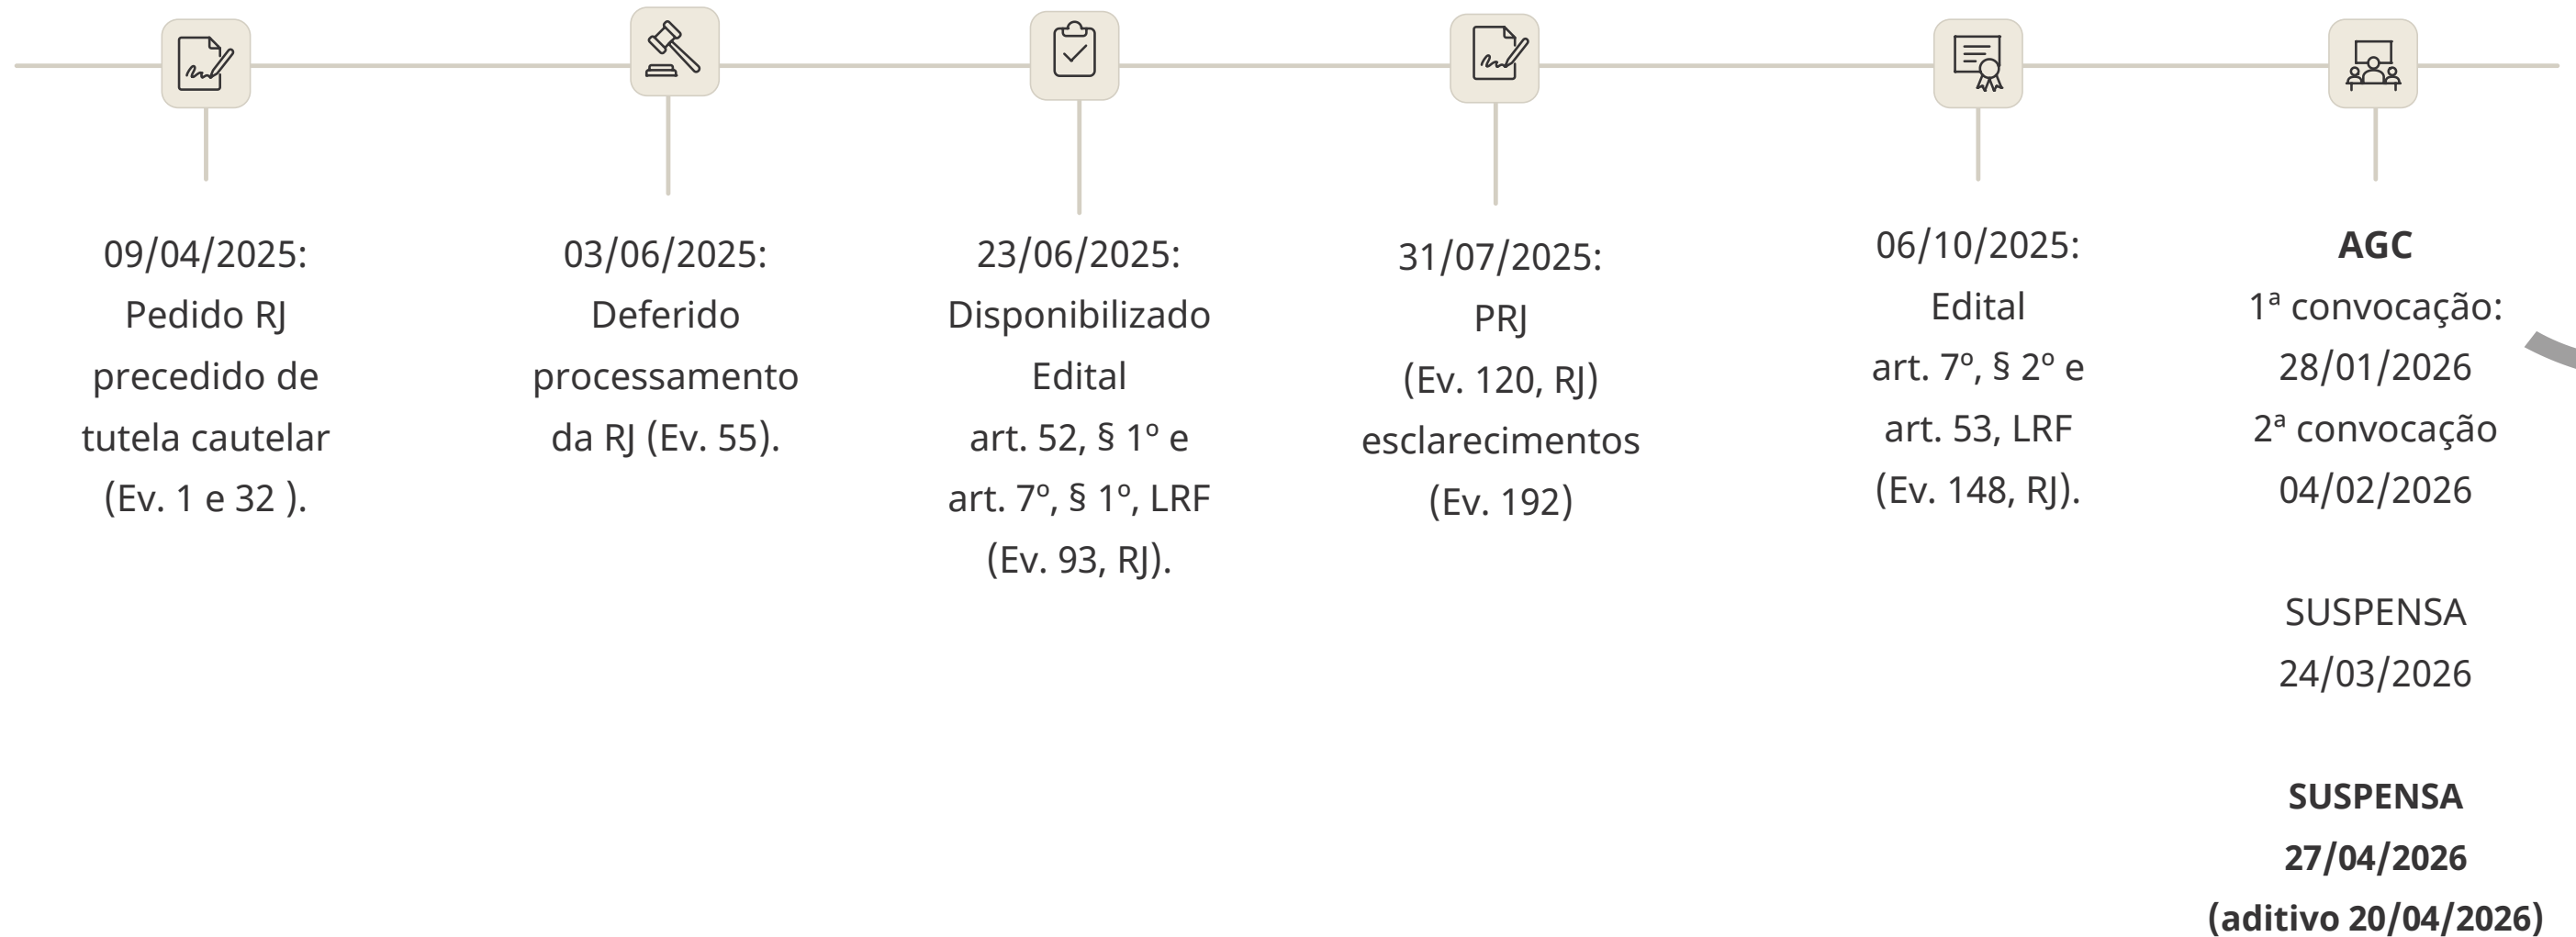 09/04/2025:
Pedido RJ
precedido de
tutela cautelar
(Ev. 1 e 32 ).
03/06/2025:
Deferido
processamento
da RJ (Ev. 55).
23/06/2025:
Disponibilizado
Edital
art. 52, § 1º e
art. 7º, § 1º, LRF
(Ev. 93, RJ).
31/07/2025:
PRJ
(Ev. 120, RJ)
esclarecimentos
(Ev. 192)
06/10/2025:
Edital
art. 7º, § 2º e
art. 53, LRF
(Ev. 148, RJ).
AGC
1ª convocação:
28/01/2026
2ª convocação
04/02/2026
SUSPENSA
24/03/2026
SUSPENSA
27/04/2026
(aditivo 20/04/2026)